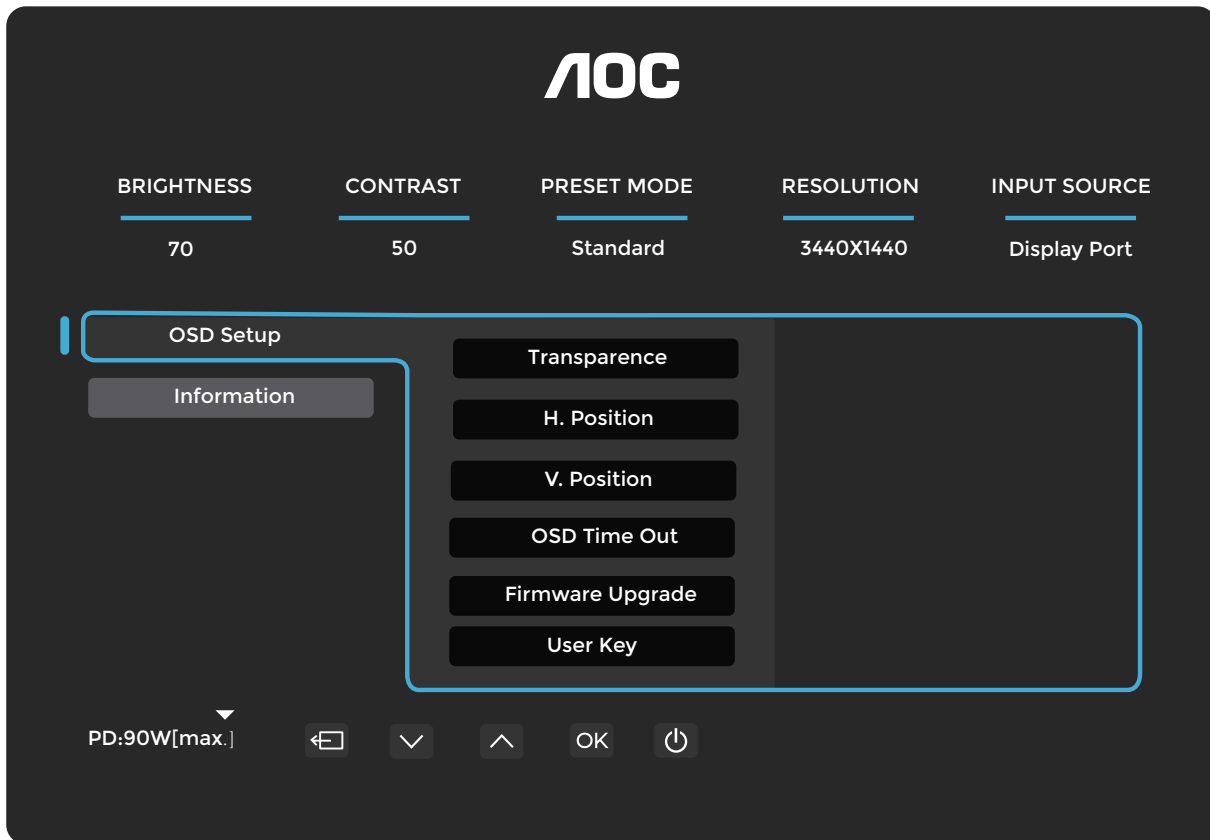 AOC
BRIGHTNESS CONTRAST PRESET MODE RESOLUTION INPUT SOURCE
70 50 Standard 3440X1440 Display Port
OSD Setup
Transparence
Information
H. Position
V. Position
OSD Time Out
Firmware Upgrade
User Key
PD:90W[max.]
OK